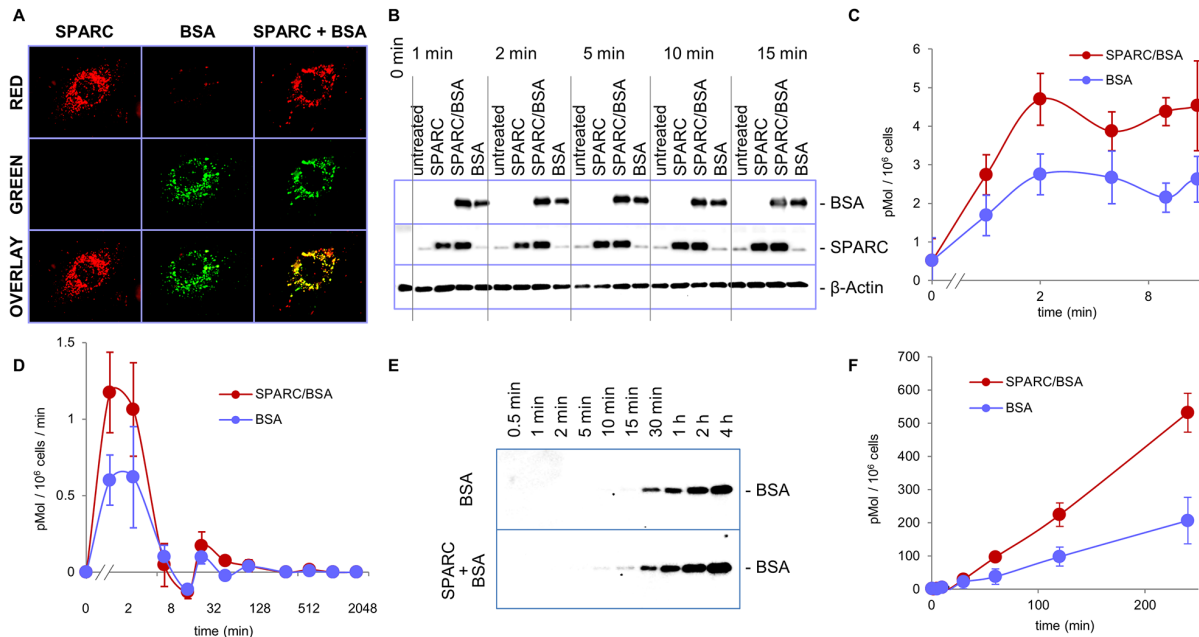 A
SPARC
BSA
SPARC + BSA
RED
GREEN
OVERLAY
B
0 min
1 min
2 min
5 min
10 min
15 min
untreated
SPARC
SPARC/BSA
BSA
untreated
SPARC
SPARC/BSA
BSA
untreated
SPARC
SPARC/BSA
BSA
untreated
SPARC
SPARC/BSA
BSA
untreated
SPARC
SPARC/BSA
BSA
- BSA
- SPARC
- β-Actin
C
pMol / 10⁶ cells
6
5
4
3
2
1
0
SPARC/BSA
BSA
0
2
8
time (min)
D
pMol / 10⁶ cells / min
1.5
1
0.5
0
SPARC/BSA
BSA
0
2
8
32
128
512
2048
time (min)
E
0.5 min
1 min
2 min
5 min
10 min
15 min
30 min
1 h
2 h
4 h
BSA
- BSA
SPARC
+
BSA
- BSA
F
pMol / 10⁶ cells
700
600
500
400
300
200
100
0
SPARC/BSA
BSA
0
100
200
time (min)